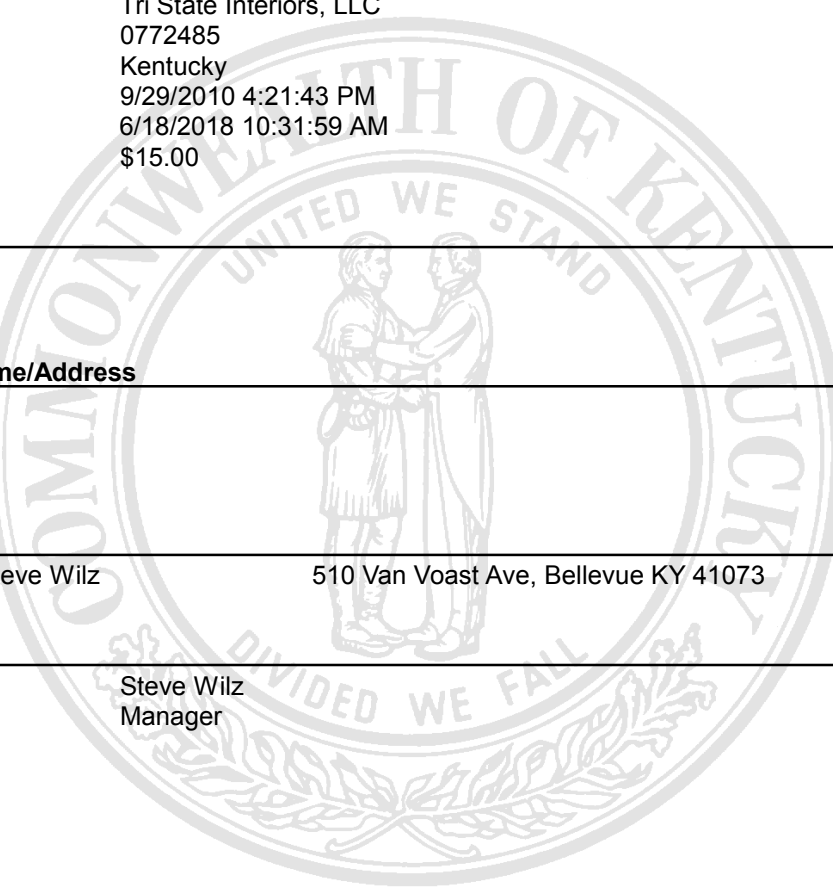 Tri State Interiors, LLC
0772485
Kentucky
9/29/2010 4:21:43 PM
6/18/2018 10:31:59 AM
$15.00
COMMONWEALTH OF KENTUCKY
UNITED WE STAND
me/Address
eve Wilz 510 Van Voast Ave, Bellevue KY 41073
DIVIDED WE FALL
Steve Wilz
Manager